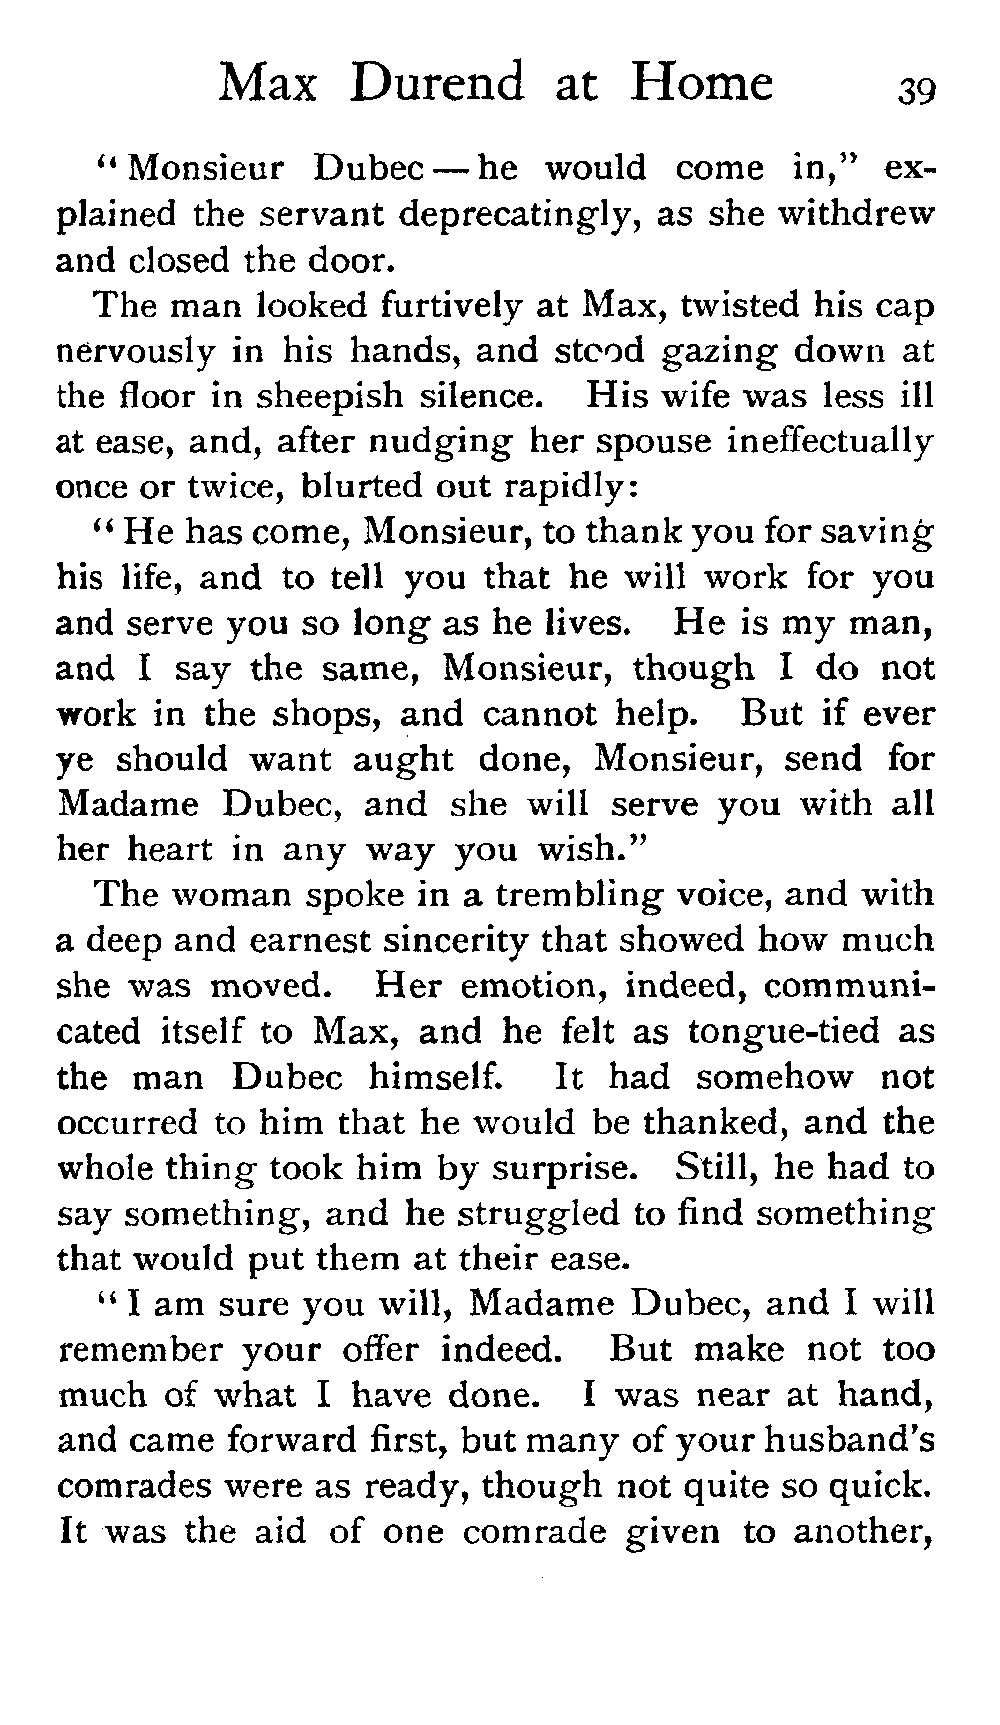 Max Durend at Home 39
“Monsieur Dubec — he would come in,” ex-
plained the servant deprecatingly, as she withdrew
and closed the door.
The man looked furtively at Max, twisted his cap
nervously in his hands, and stood gazing down at
the floor in sheepish silence. His wife was less ill
at ease, and, after nudging her spouse ineffectually
once or twice, blurted out rapidly:
“He has come, Monsieur, to thank you for saving
his life, and to tell you that he will work for you
and serve you so long as he lives. He is my man,
and I say the same, Monsieur, though I do not
work in the shops, and cannot help. But if ever
ye should want aught done, Monsieur, send for
Madame Dubec, and she will serve you with all
her heart in any way you wish.”
The woman spoke in a trembling voice, and with
a deep and earnest sincerity that showed how much
she was moved. Her emotion, indeed, communi-
cated itself to Max, and he felt as tongue-tied as
the man Dubec himself. It had somehow not
occurred to him that he would be thanked, and the
whole thing took him by surprise. Still, he had to
say something, and he struggled to find something
that would put them at their ease.
“I am sure you will, Madame Dubec, and I will
remember your offer indeed. But make not too
much of what I have done. I was near at hand,
and came forward first, but many of your husband’s
comrades were as ready, though not quite so quick.
It was the aid of one comrade given to another,